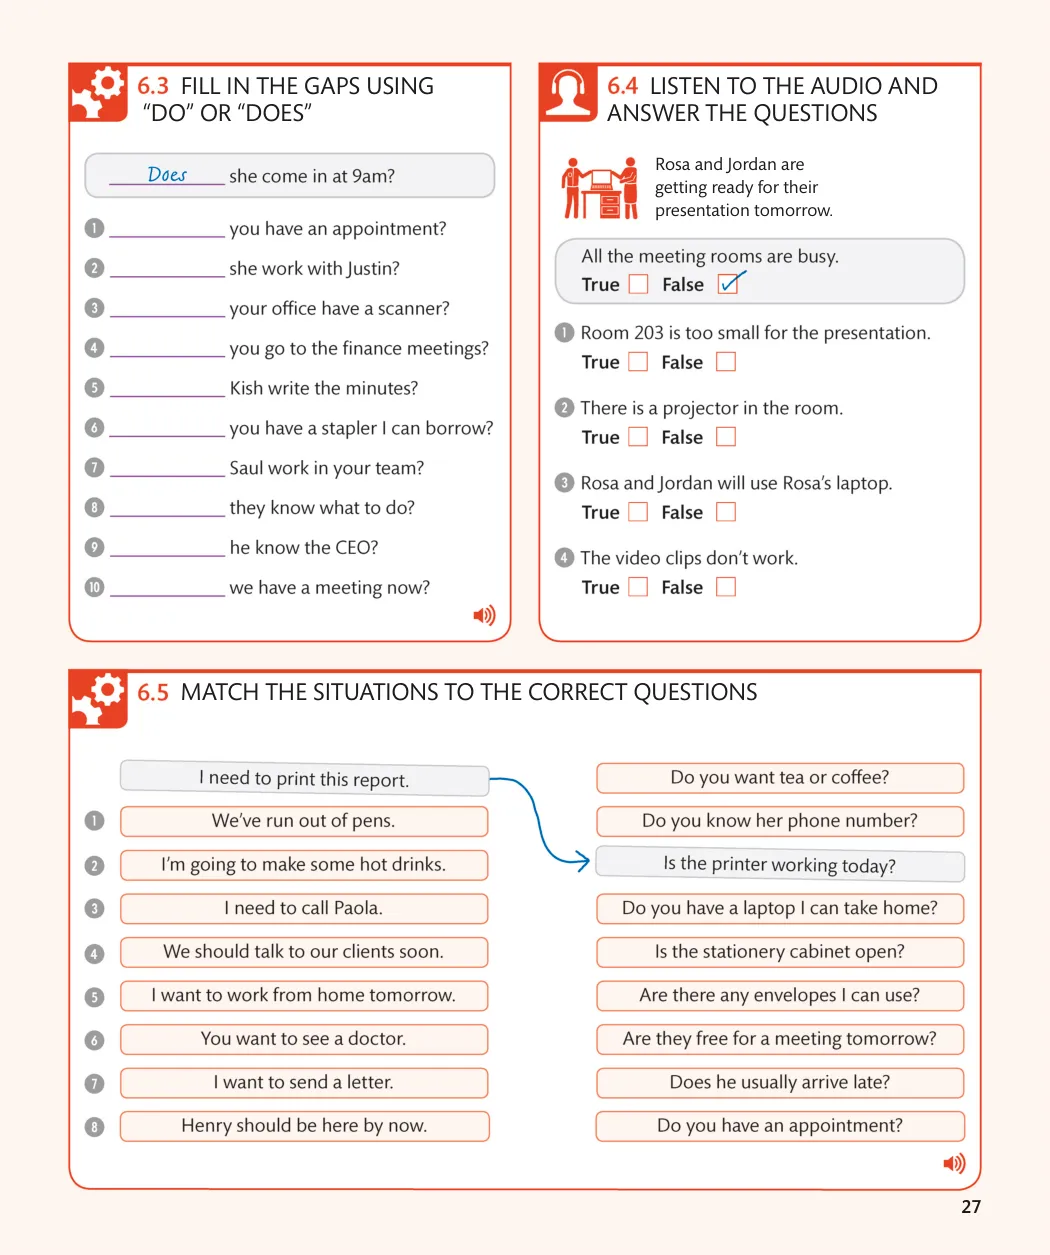 6.3 FILL IN THE GAPS USING
“DO” OR “DOES”
Does she come in at 9am?
1 you have an appointment?
2 she work with Justin?
3 your office have a scanner?
4 you go to the finance meetings?
5 Kish write the minutes?
6 you have a stapler I can borrow?
7 Saul work in your team?
8 they know what to do?
9 he know the CEO?
10 we have a meeting now?
6.4 LISTEN TO THE AUDIO AND
ANSWER THE QUESTIONS
Rosa and Jordan are
getting ready for their
presentation tomorrow.
All the meeting rooms are busy.
True False
1 Room 203 is too small for the presentation.
True False
2 There is a projector in the room.
True False
3 Rosa and Jordan will use Rosa’s laptop.
True False
4 The video clips don’t work.
True False
6.5 MATCH THE SITUATIONS TO THE CORRECT QUESTIONS
I need to print this report.
1 We’ve run out of pens.
2 I’m going to make some hot drinks.
3 I need to call Paola.
4 We should talk to our clients soon.
5 I want to work from home tomorrow.
6 You want to see a doctor.
7 I want to send a letter.
8 Henry should be here by now.
Do you want tea or coffee?
Do you know her phone number?
Is the printer working today?
Do you have a laptop I can take home?
Is the stationery cabinet open?
Are there any envelopes I can use?
Are they free for a meeting tomorrow?
Does he usually arrive late?
Do you have an appointment?
27